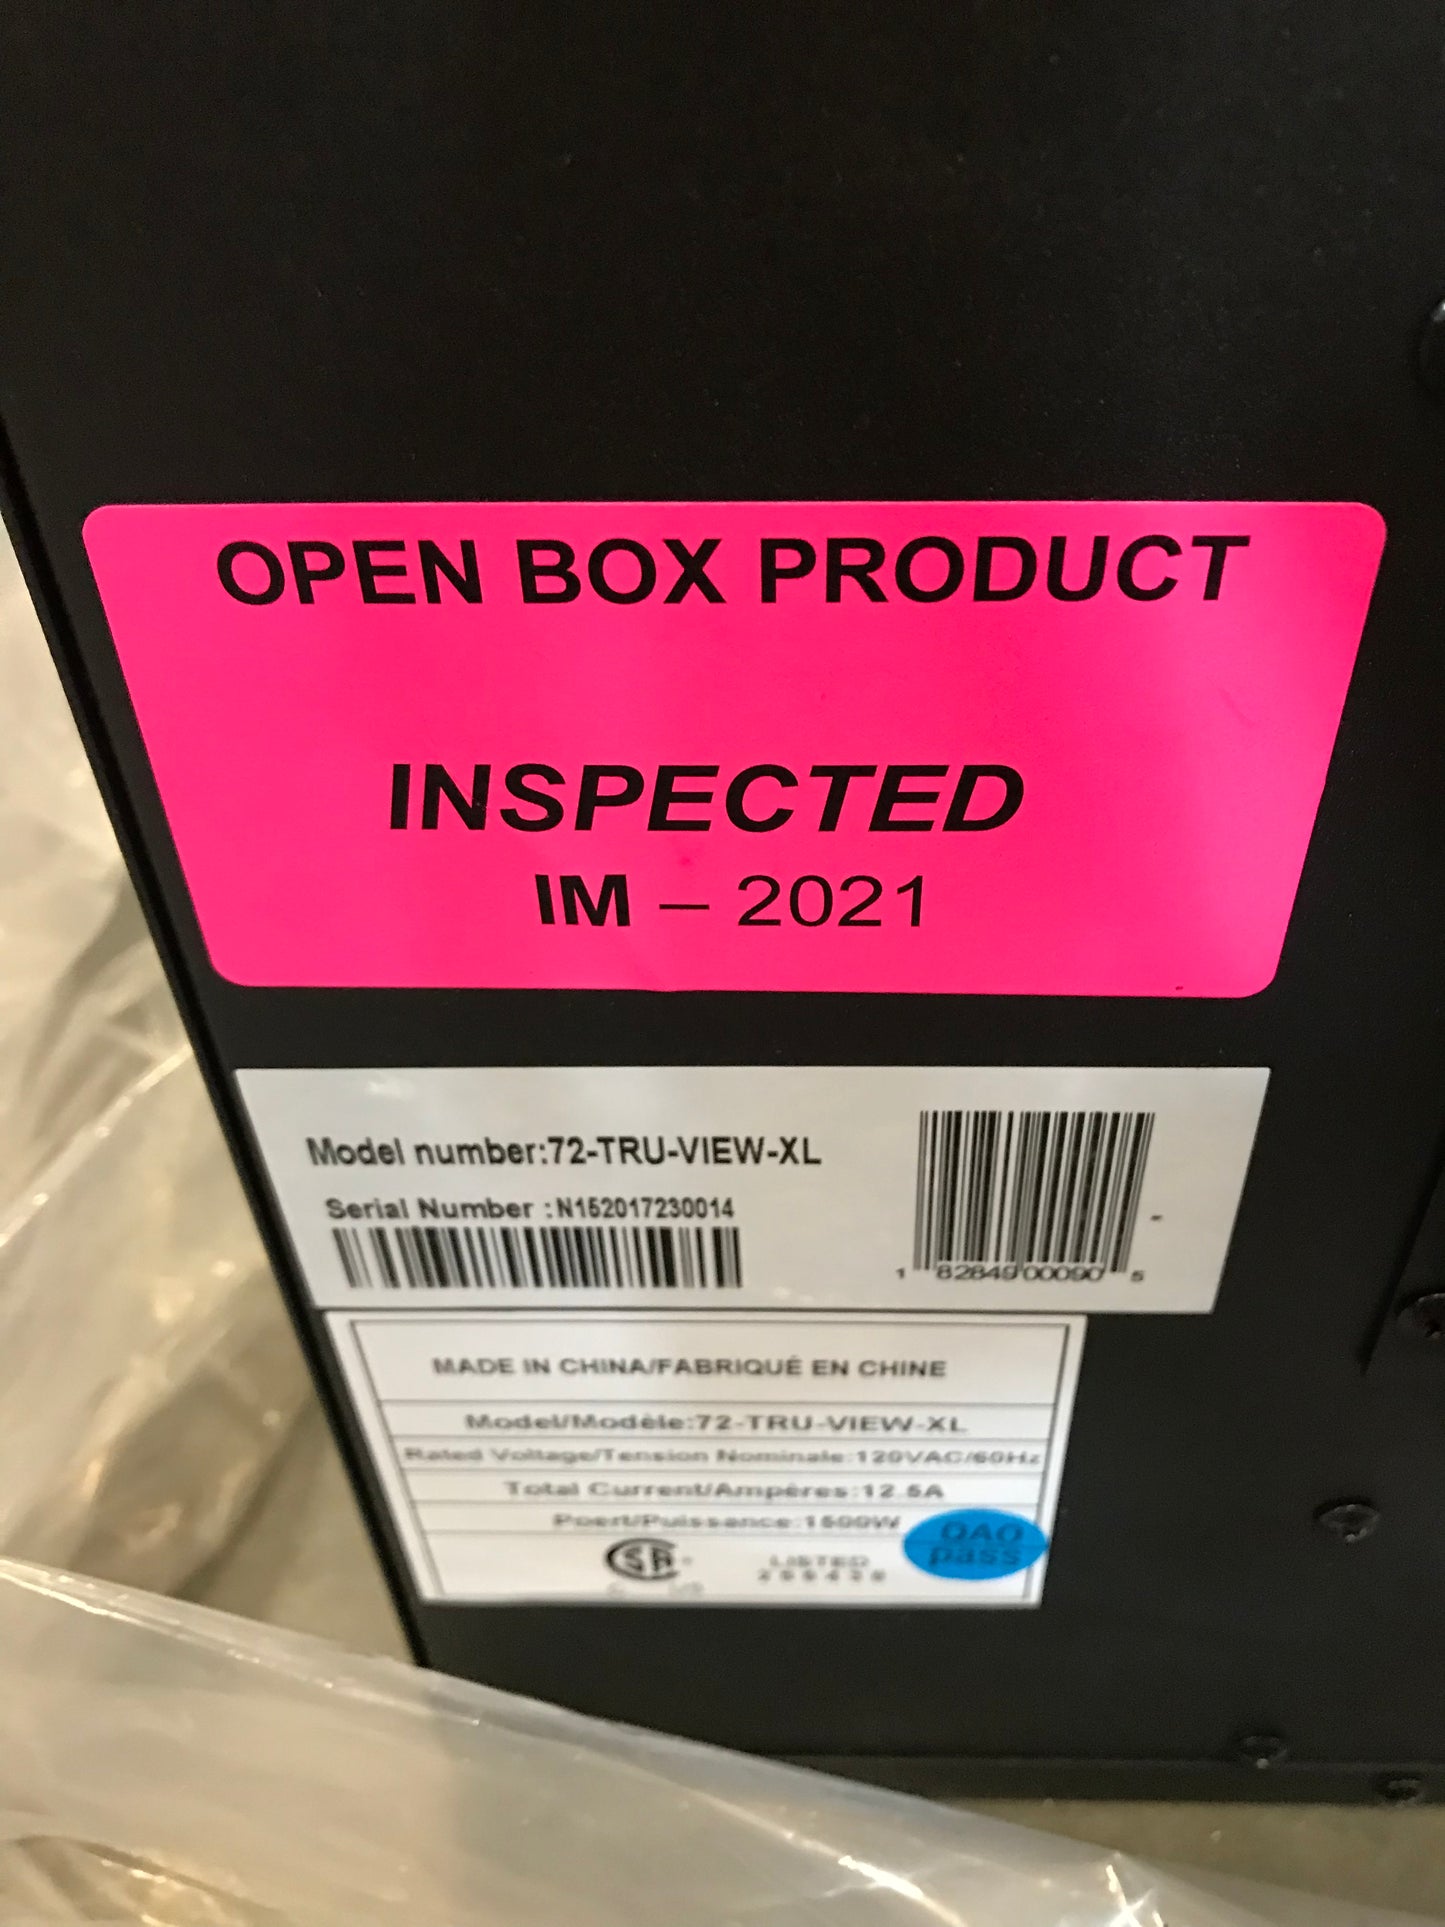 OPEN BOX PRODUCT
INSPECTED
IM – 2021
Model number:72-TRU-VIEW-XL
Serial Number :N152017230014
1 82849 00090 5
MADE IN CHINA/FABRIQUÉ EN CHINE
Model/Modèle:72-TRU-VIEW-XL
Rated Voltage/Tension Nominale:120VAC/60Hz
Total Current/Ampères:12.5A
Poert/Puissance:1500W
QAO
pass
LISTED